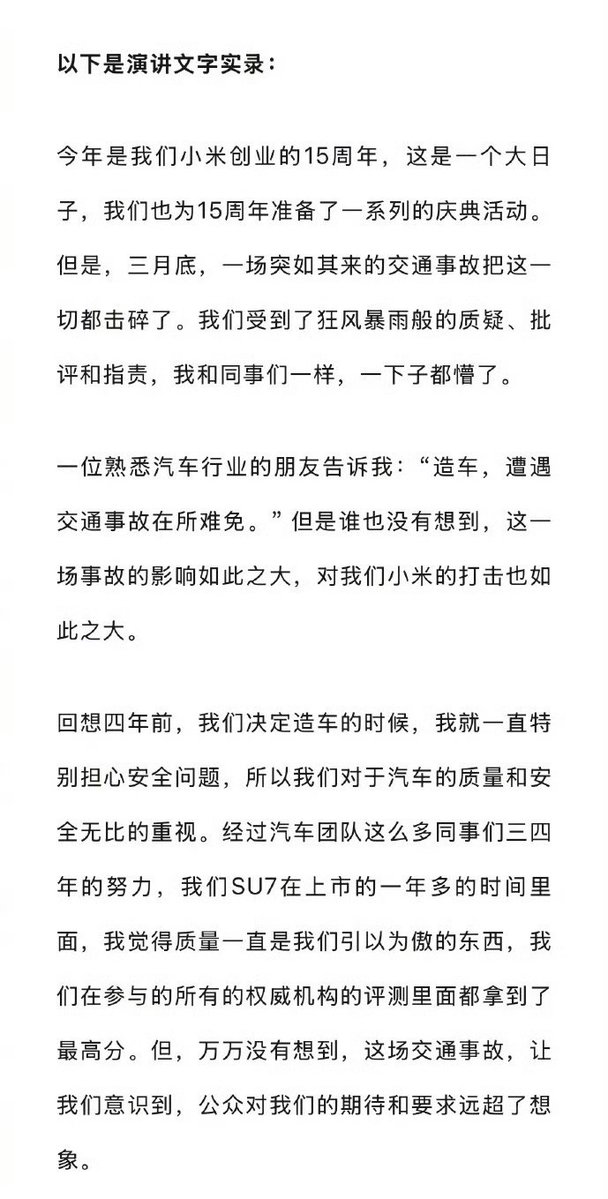 以下是演讲文字实录：
今年是我们小米创业的15周年，这是一个大日
子，我们也为15周年准备了一系列的庆典活动。
但是，三月底，一场突如其来的交通事故把这一
切都击碎了。我们受到了狂风暴雨般的质疑、批
评和指责，我和同事们一样，一下子都懵了。
一位熟悉汽车行业的朋友告诉我：“造车，遭遇
交通事故在所难免。”但是谁也没有想到，这一
场事故的影响如此之大，对我们小米的打击也如
此之大。
回想四年前，我们决定造车的时候，我就一直特
别担心安全问题，所以我们对于汽车的质量和安
全无比的重视。经过汽车团队这么多同事们三四
年的努力，我们SU7在上市的一年多的时间里
面，我觉得质量一直是我们引以为傲的东西，我
们在参与的所有的权威机构的评测里面都拿到了
最高分。但，万万没有想到，这场交通事故，让
我们意识到，公众对我们的期待和要求远超了想
象。